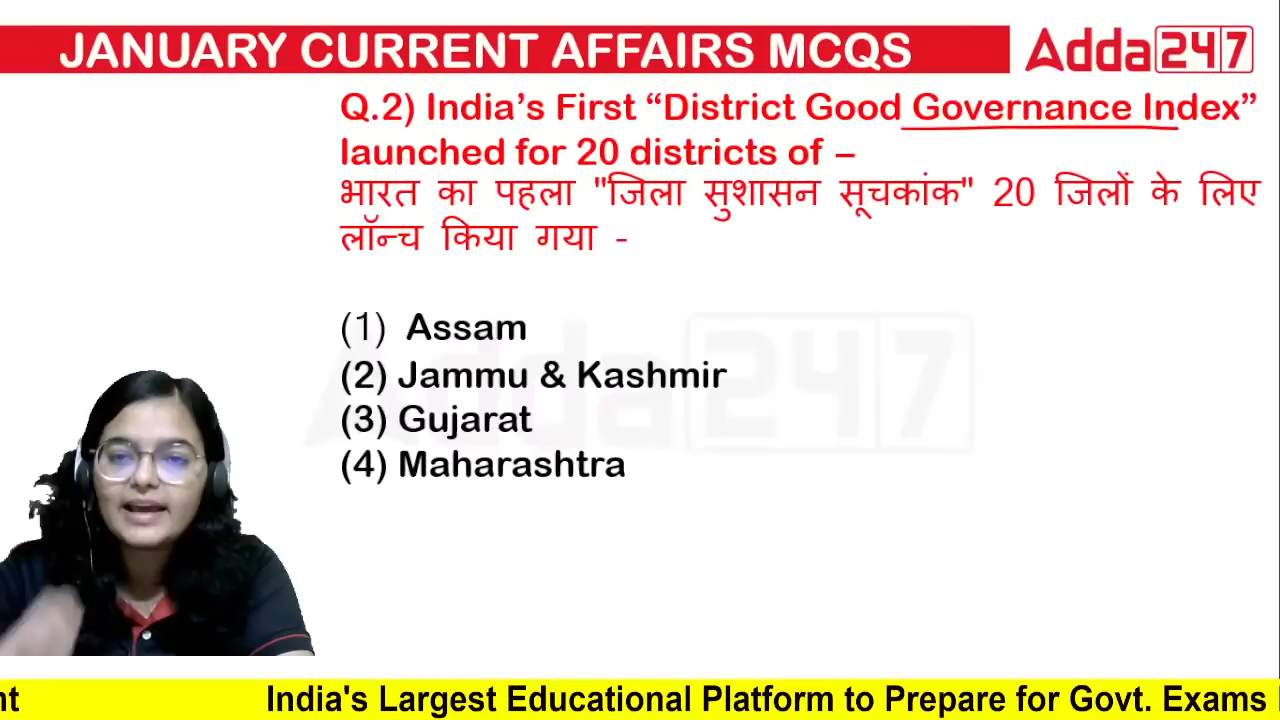 JANUARY CURRENT AFFAIRS MCQS
Adda247
Q.2) India’s First “District Good Governance Index”
launched for 20 districts of –
भारत का पहला "जिला सुशासन सूचकांक" 20 जिलों के लिए
लॉन्च किया गया -
(1) Assam
(2) Jammu & Kashmir
(3) Gujarat
(4) Maharashtra
Adda247
nt India's Largest Educational Platform to Prepare for Govt. Exams